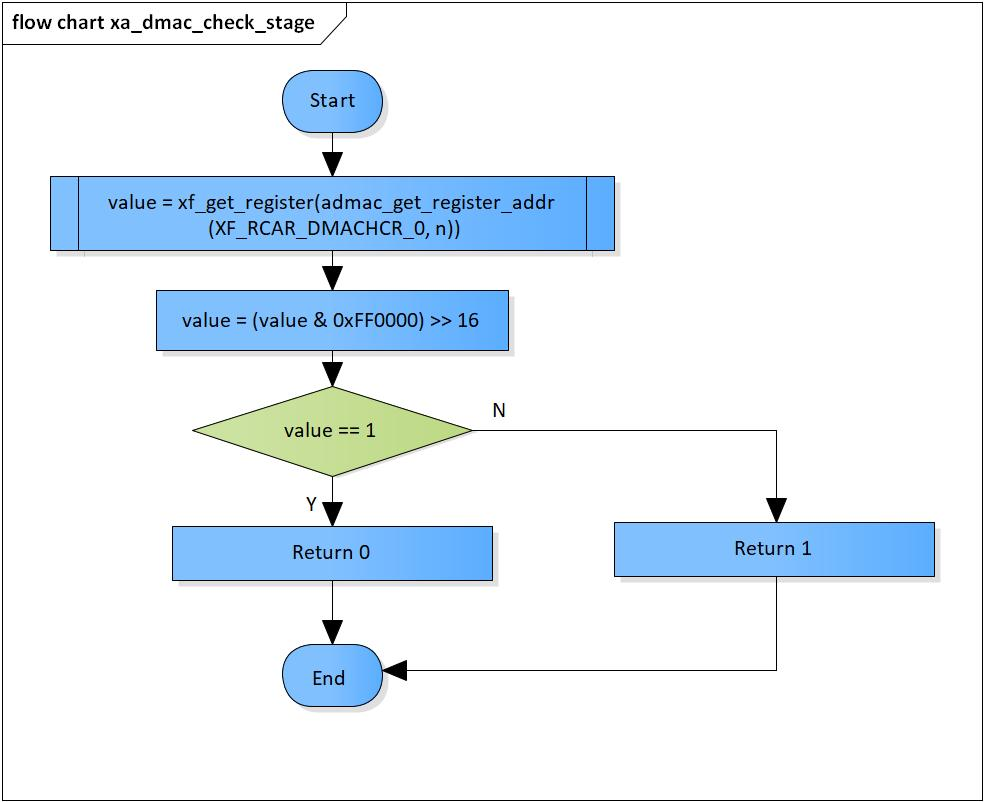 flow chart xa_dmac_check_stage
Start
value = xf_get_register(admac_get_register_addr
(XF_RCAR_DMACHCR_0, n))
value = (value & 0xFF0000) >> 16
value == 1
N
Y
Return 0
Return 1
End